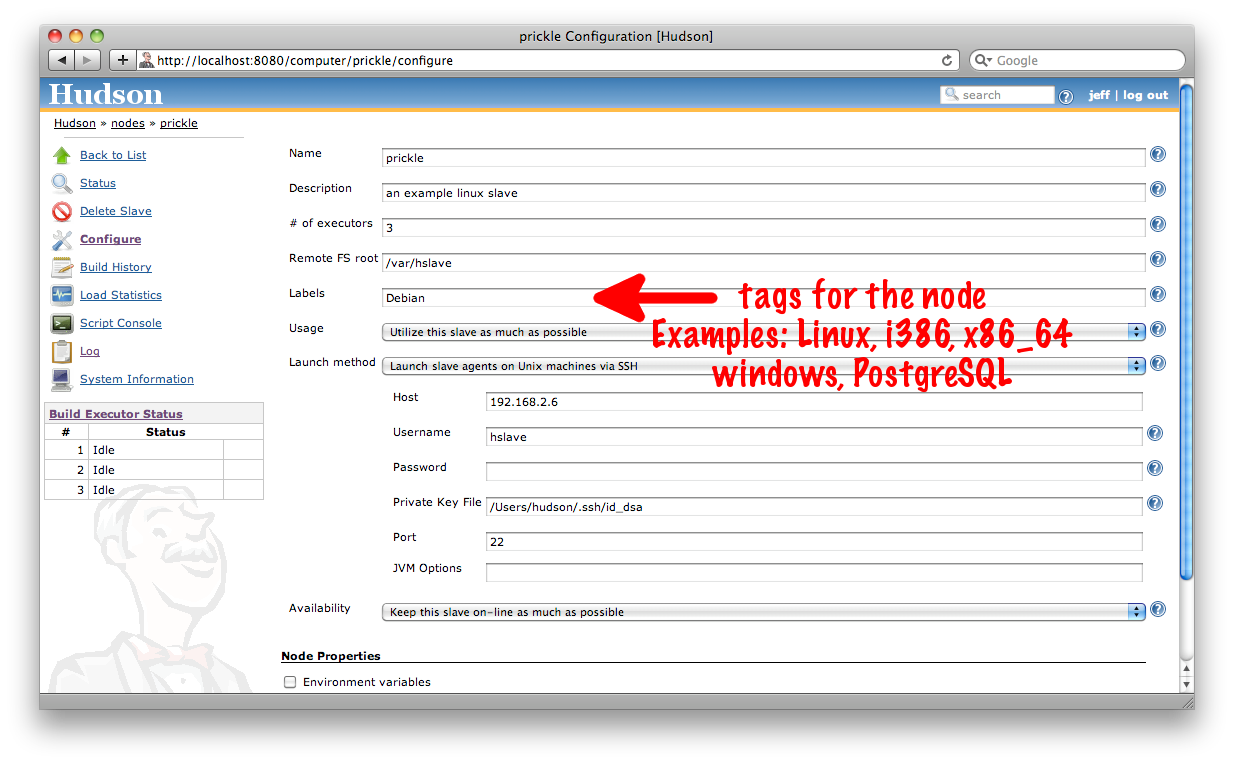 prickle Configuration [Hudson]
http://localhost:8080/computer/prickle/configure
Google
Hudson
search
jeff | log out
Hudson » nodes » prickle
Back to List
Status
Delete Slave
Configure
Build History
Load Statistics
Script Console
Log
System Information
Build Executor Status
# Status
1 Idle
2 Idle
3 Idle
Name prickle
Description an example linux slave
# of executors 3
Remote FS root /var/hslave
Labels Debian
tags for the node
Usage Utilize this slave as much as possible
Examples: Linux, i386, x86_64
Launch method Launch slave agents on Unix machines via SSH
windows, PostgreSQL
Host 192.168.2.6
Username hslave
Password
Private Key File /Users/hudson/.ssh/id_dsa
Port 22
JVM Options
Availability Keep this slave on-line as much as possible
Node Properties
Environment variables